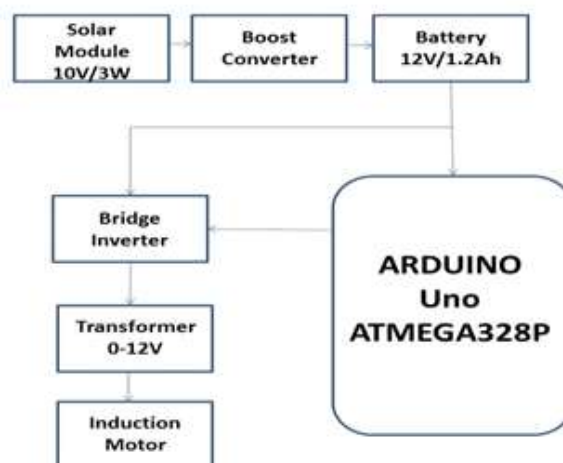 Solar
Module
10V/3W
Boost
Converter
Battery
12V/1.2Ah
Bridge
Inverter
ARDUINO
Uno
ATMEGA328P
Transformer
0-12V
Induction
Motor